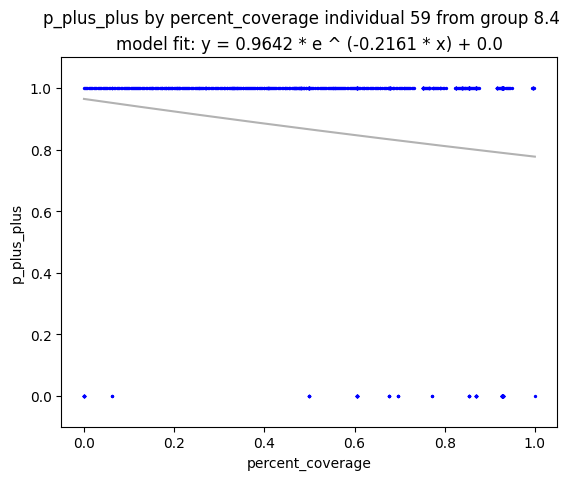 p_plus_plus by percent_coverage individual 59 from group 8.4
model fit: y = 0.9642 * e ^ (-0.2161 * x) + 0.0
1.0
0.8
0.6
0.4
0.2
0.0
p_plus_plus
0.0 0.2 0.4 0.6 0.8 1.0
percent_coverage